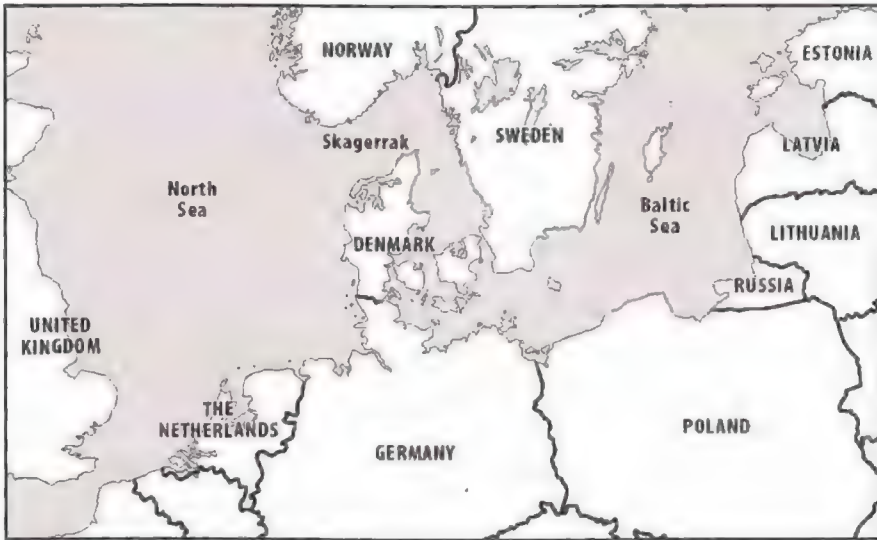 NORWAY
ESTONIA
Skagerrak
SWEDEN
LATVIA
North
Sea
Baltic
Sea
DENMARK
LITHUANIA
RUSSIA
UNITED
KINGDOM
THE
NETHERLANDS
GERMANY
POLAND